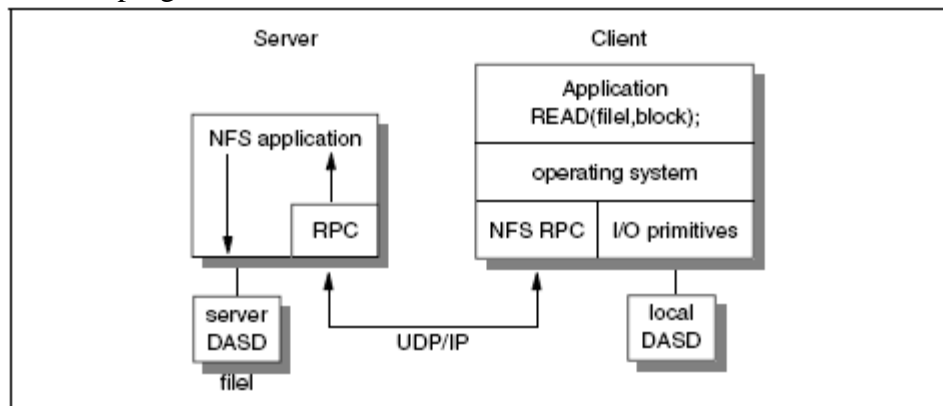 Server
Client
Application
READ(filel,block);
NFS application
operating system
RPC
NFS RPC
I/O primitives
server
DASD
UDP/IP
local
DASD
filel